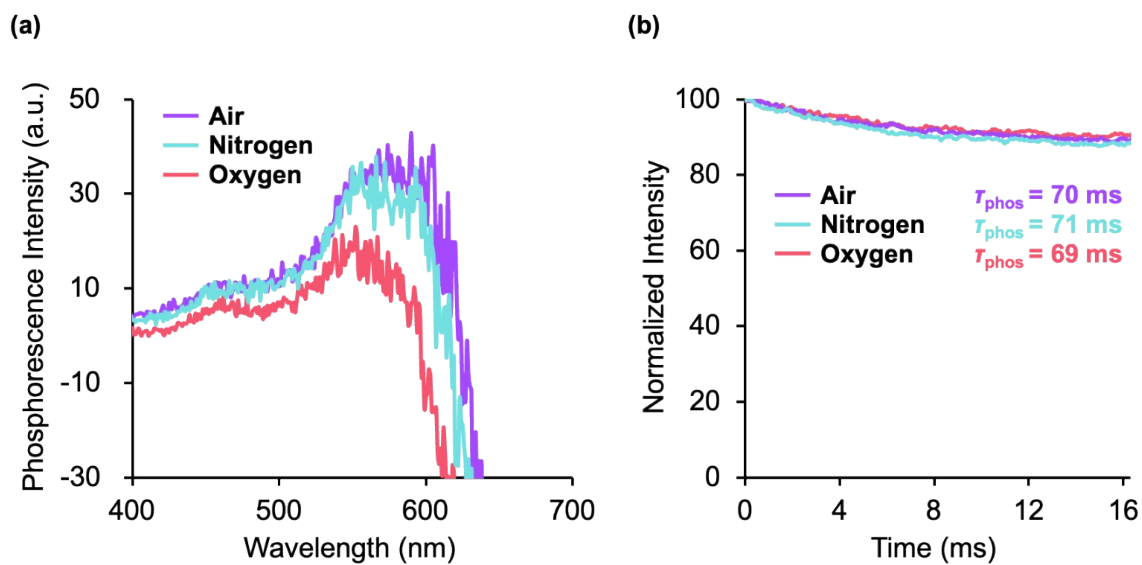 (a)
Phosphorescence Intensity (a.u.)
50
30
10
-10
-30
Air
Nitrogen
Oxygen
400
500
600
700
Wavelength (nm)
(b)
Normalized Intensity
100
80
60
40
20
0
Air τphos = 70 ms
Nitrogen τphos = 71 ms
Oxygen τphos = 69 ms
0
4
8
12
16
Time (ms)